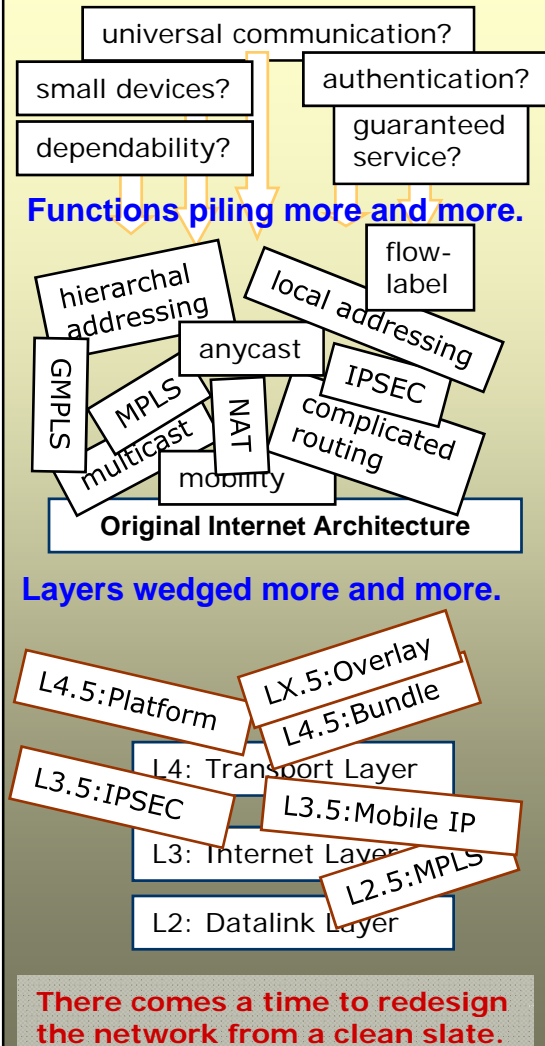 universal communication?
small devices?
authentication?
dependability?
guaranteed
service?
Functions piling more and more.
flow-
label
hierarchal
addressing
local addressing
anycast
GMPLS
MPLS
NAT
IPSEC
multicast
complicated
routing
mobility
Original Internet Architecture
Layers wedged more and more.
LX.5:Overlay
L4.5:Platform
L4.5:Bundle
L4: Transport Layer
L3.5:IPSEC
L3.5:Mobile IP
L3: Internet Layer
L2.5:MPLS
L2: Datalink Layer
There comes a time to redesign
the network from a clean slate.